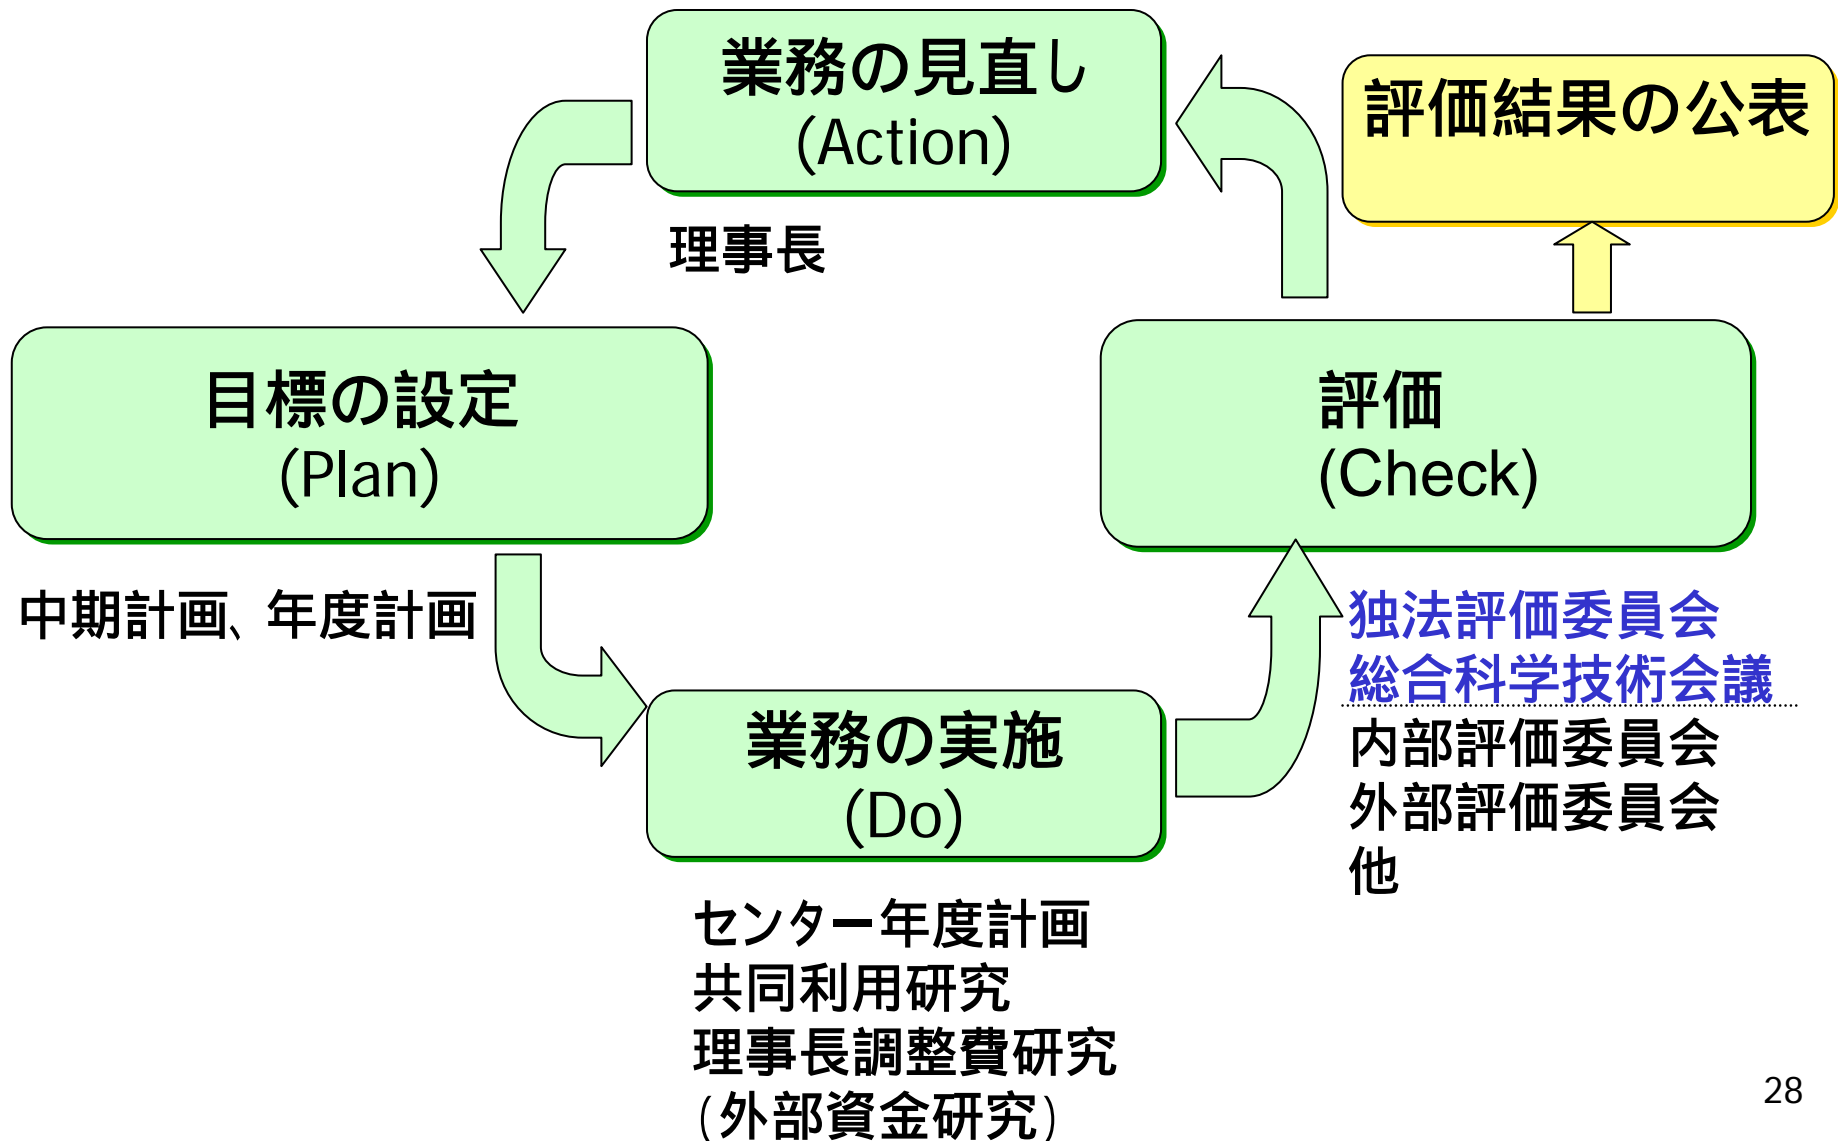 業務の見直し
(Action)
理事長
評価結果の公表
目標の設定
(Plan)
中期計画、年度計画
評価
(Check)
独法評価委員会
総合科学技術会議
内部評価委員会
外部評価委員会
他
業務の実施
(Do)
センター年度計画
共同利用研究
理事長調整費研究
(外部資金研究)
28